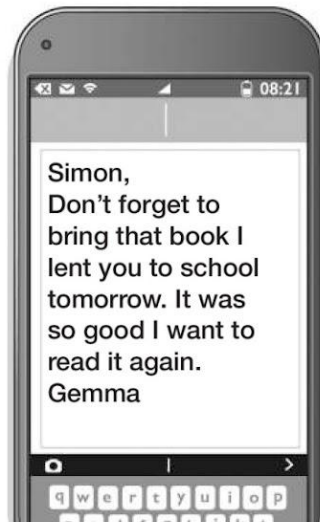 08:21
Simon,
Don't forget to
bring that book I
lent you to school
tomorrow. It was
so good I want to
read it again.
Gemma
q w e r t y u i o p